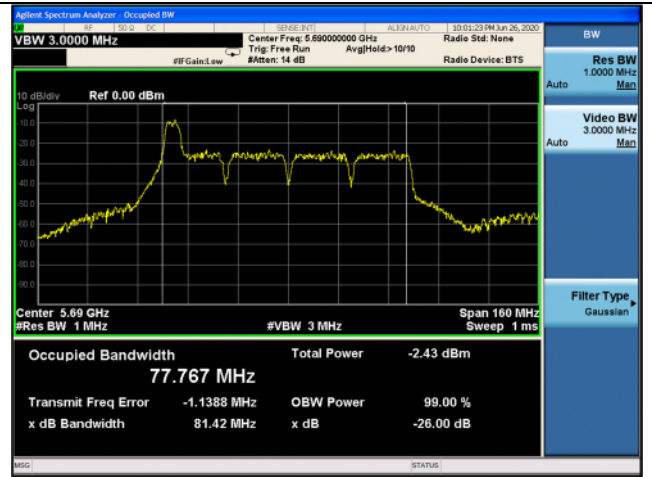 Agilent Spectrum Analyzer - Occupied BW
RF 50 Ω DC SENSE:INT ALIGN AUTO 10:01:23 PM Jun 26, 2020
VBW 3.0000 MHz Center Freq: 5.690000000 GHz Radio Std: None
Trig: Free Run Avg|Hold:>10/10
#IFGain:Low #Atten: 14 dB Radio Device: BTS
BW
Res BW
1.0000 MHz
Auto Man
Video BW
3.0000 MHz
Auto Man
Filter Type
Gaussian
10 dB/div Ref 0.00 dBm
Log
-10.0
-20.0
-30.0
-40.0
-50.0
-60.0
-70.0
-80.0
-90.0
Center 5.69 GHz Span 160 MHz
#Res BW 1 MHz #VBW 3 MHz Sweep 1 ms
Occupied Bandwidth Total Power -2.43 dBm
77.767 MHz
Transmit Freq Error -1.1388 MHz OBW Power 99.00 %
x dB Bandwidth 81.42 MHz x dB -26.00 dB
MSG STATUS